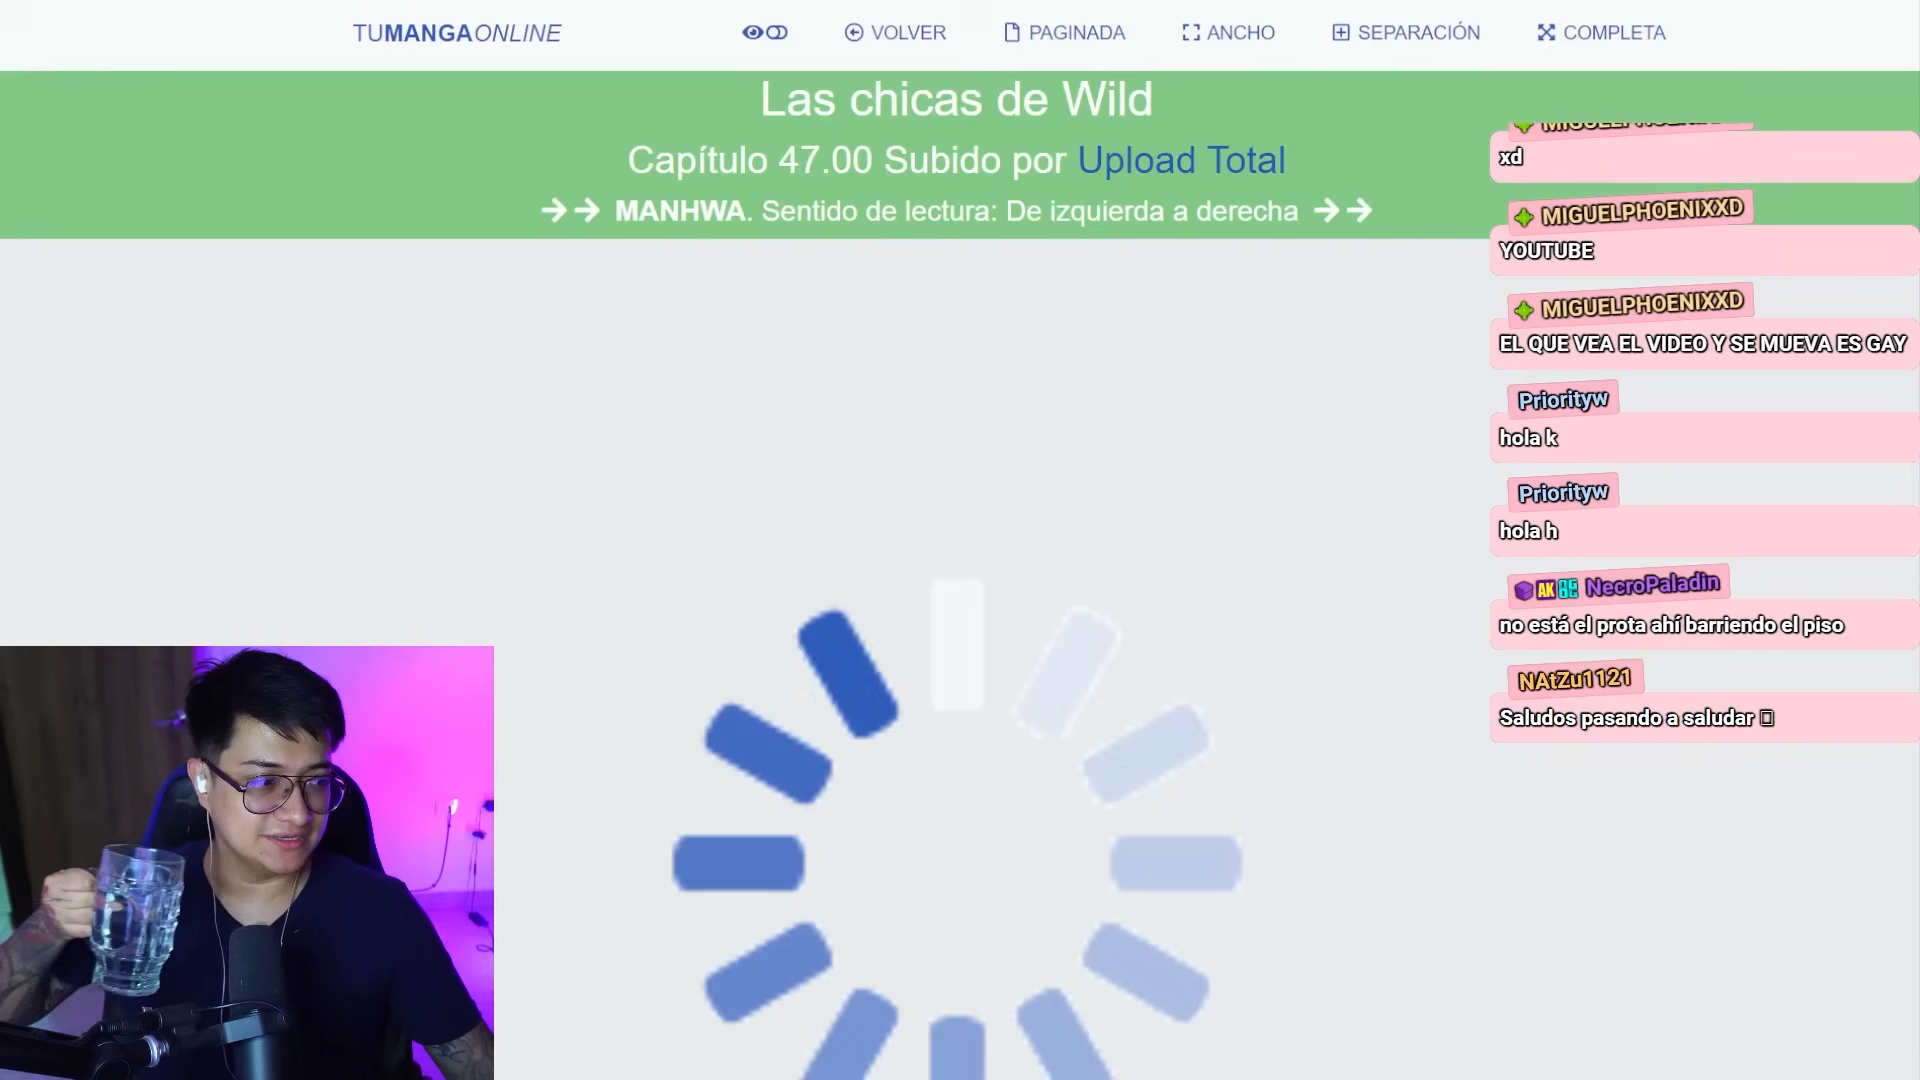 TUMANGAONLINE
VOLVER
PAGINADA
ANCHO
SEPARACIÓN
COMPLETA
Las chicas de Wild
Capítulo 47.00 Subido por Upload Total
MANHWA. Sentido de lectura: De izquierda a derecha
xd
MIGUELPHOENIXXD
YOUTUBE
MIGUELPHOENIXXD
EL QUE VEA EL VIDEO Y SE MUEVA ES GAY
Priorityw
hola k
Priorityw
hola h
AK NecroPaladin
no está el prota ahí barriendo el piso
NAtZu1121
Saludos pasando a saludar